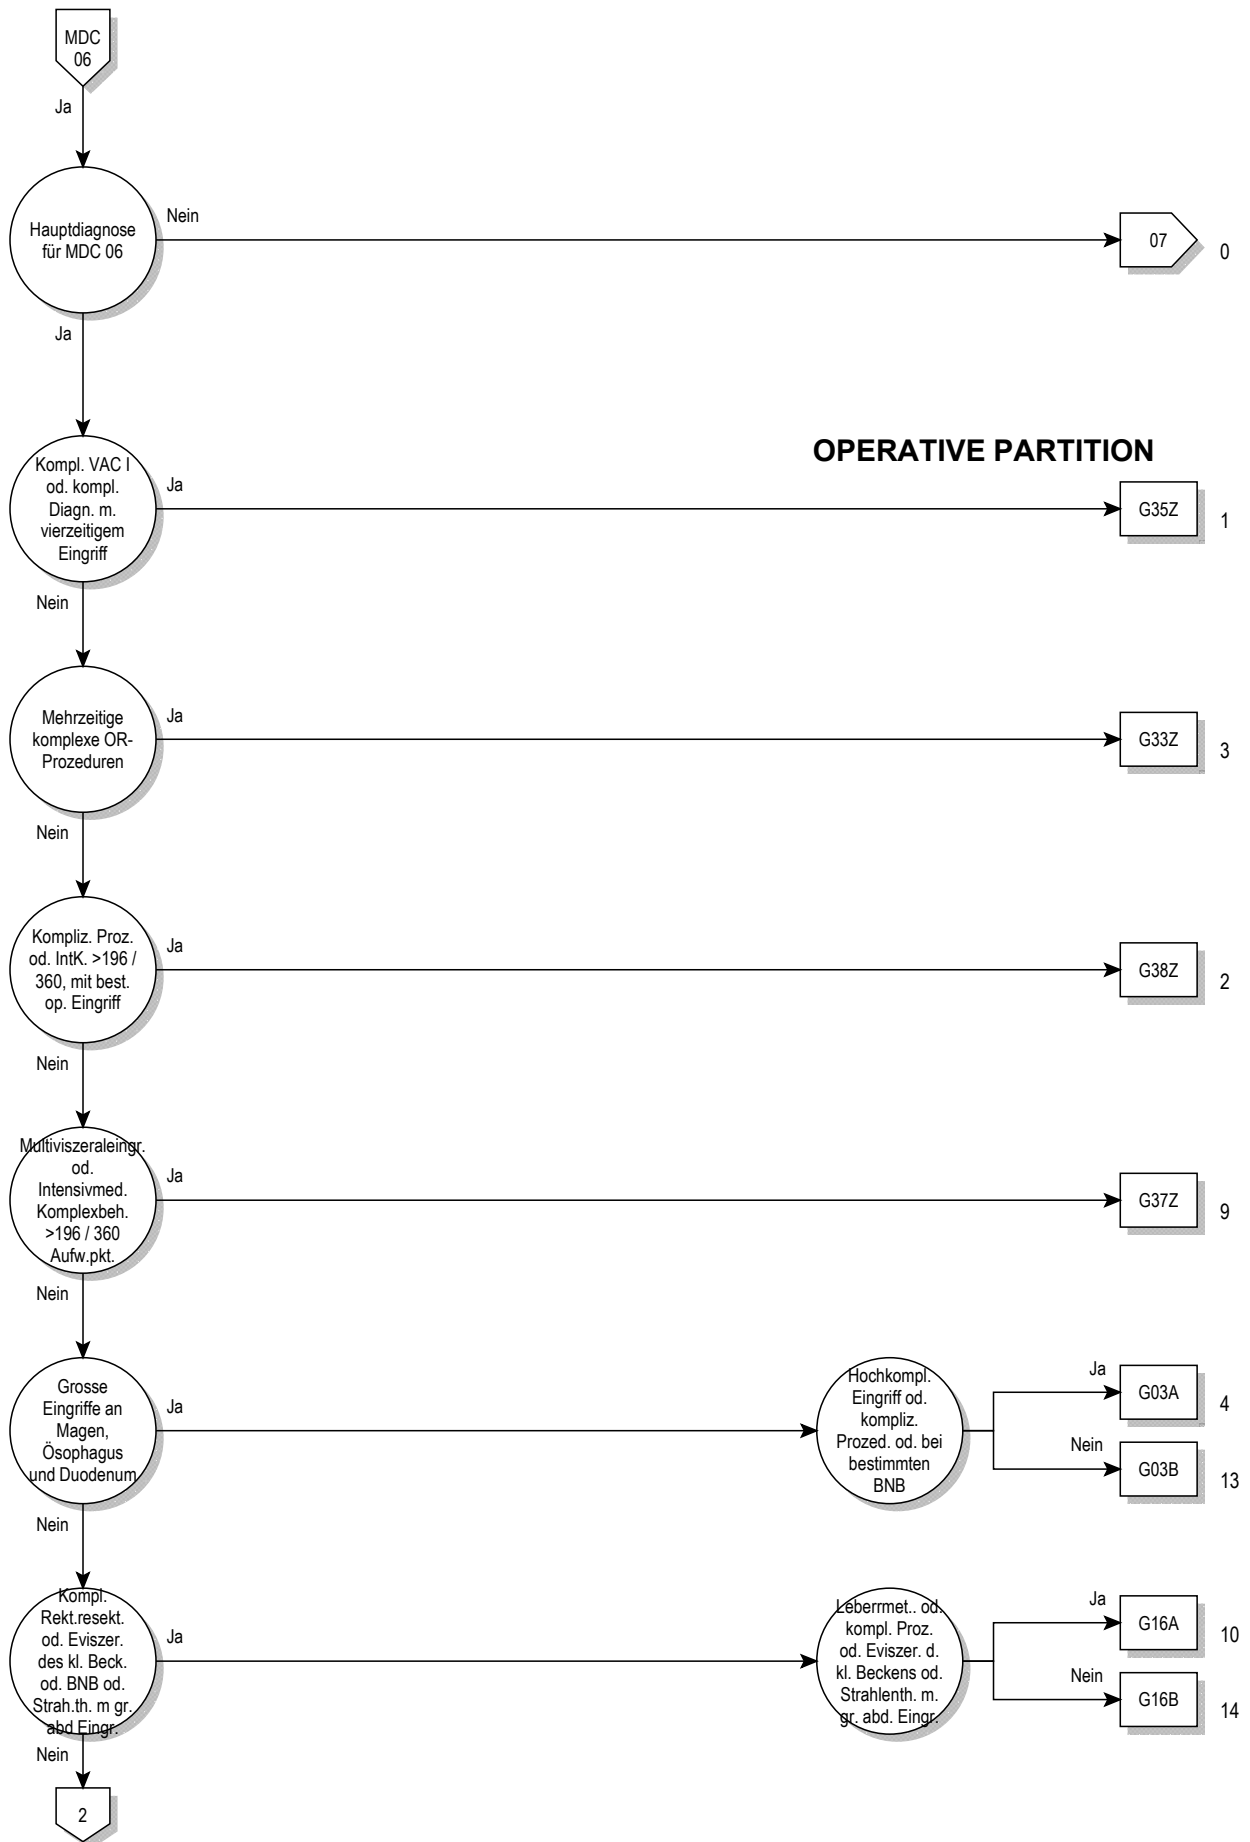 MDC
06
Ja
Hauptdiagnose
für MDC 06
Nein
07
0
Ja
OPERATIVE PARTITION
Kompl. VAC I
od. kompl.
Diagn. m.
vierzeitigem
Eingriff
Ja
G35Z
1
Nein
Mehrzeitige
komplexe OR-
Prozeduren
Ja
G33Z
3
Nein
Kompliz. Proz.
od. IntK. >196 /
360, mit best.
op. Eingriff
Ja
G38Z
2
Nein
Multiviszeraleingr.
od.
Intensivmed.
Komplexbeh.
>196 / 360
Aufw.pkt.
Ja
G37Z
9
Nein
Grosse
Eingriffe an
Magen,
Ösophagus
und Duodenum
Ja
Hochkompl.
Eingriff od.
kompliz.
Prozed. od. bei
bestimmten
BNB
Ja
G03A
4
Nein
G03B
13
Nein
Kompl.
Rekt.resekt.
od. Eviszer.
des kl. Beck.
od. BNB od.
Strah.th. m gr.
abd Eingr.
Ja
Leberrmet.. od.
kompl. Proz.
od. Eviszer. d.
kl. Beckens od.
Strahlenth. m.
gr. abd. Eingr.
Ja
G16A
10
Nein
G16B
14
Nein
2